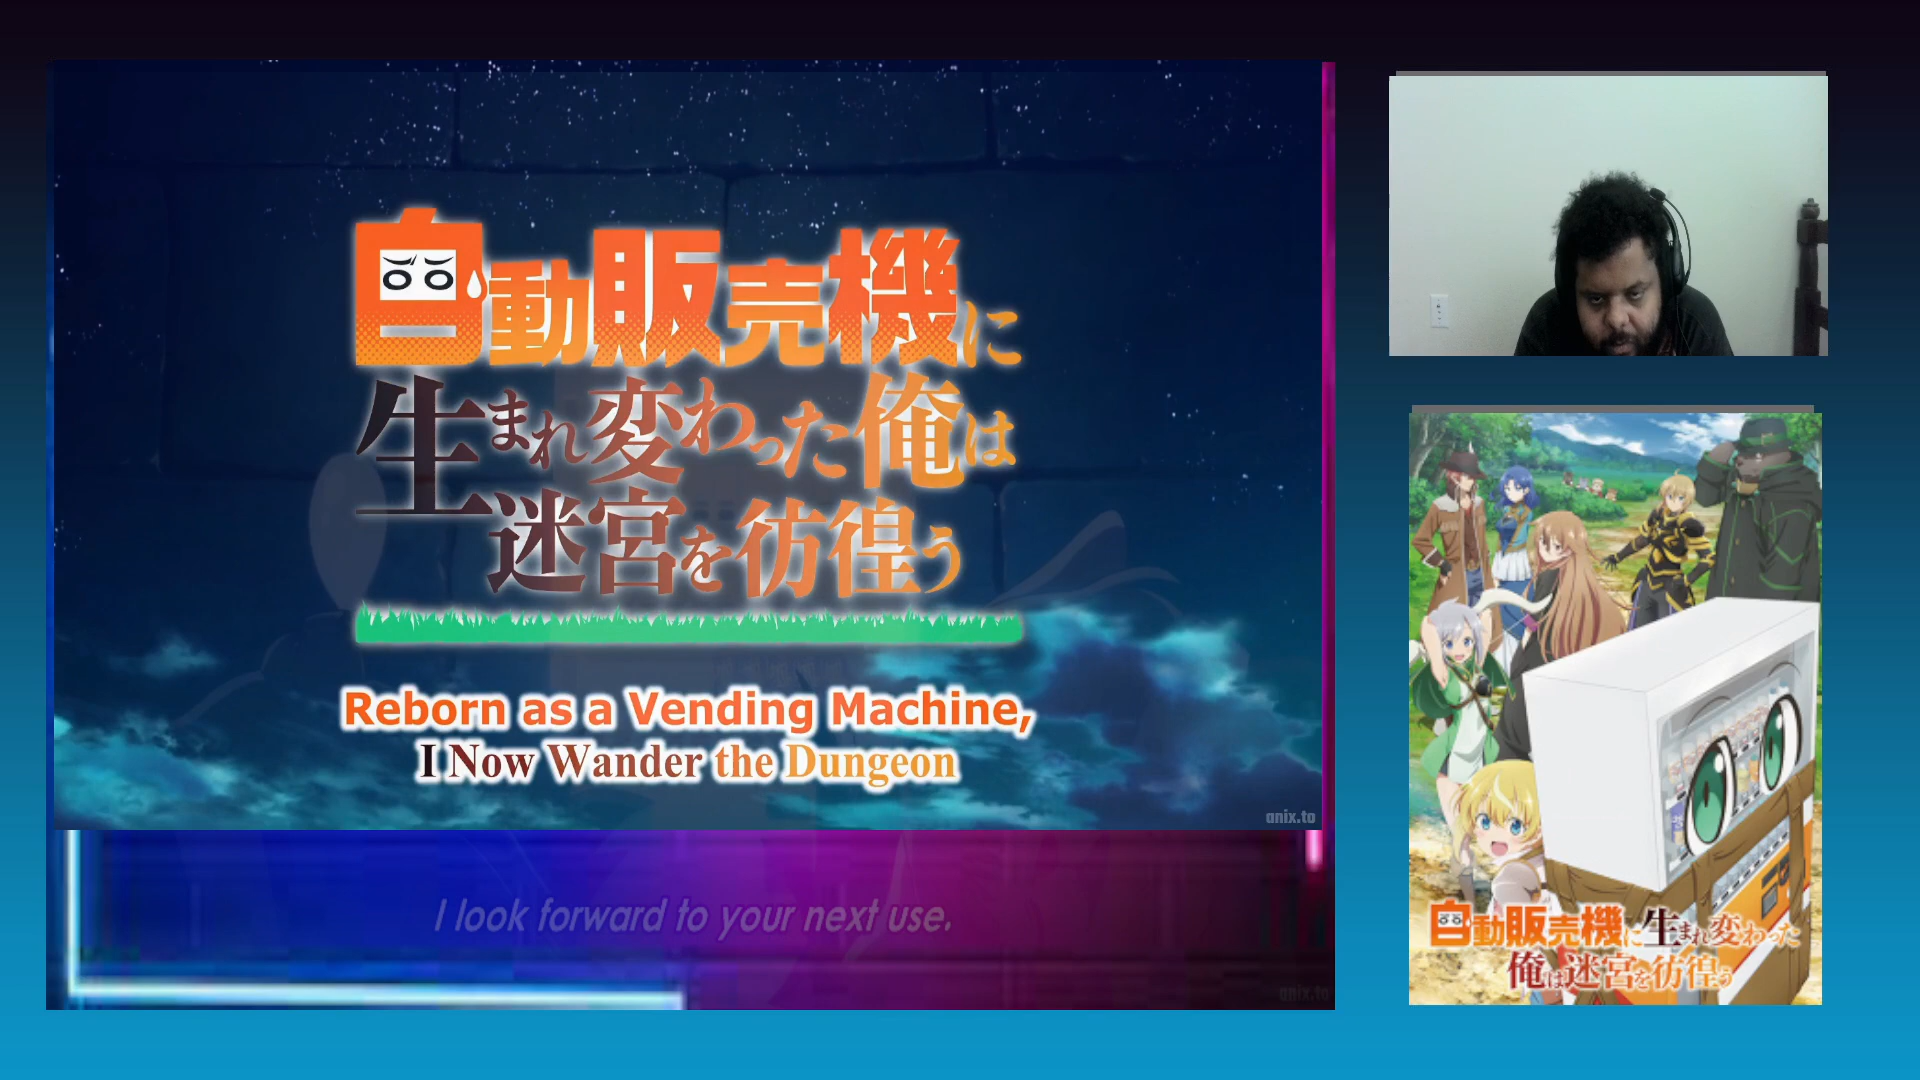 自動販売機に
生まれ変わった俺は
迷宮を彷徨う
Reborn as a Vending Machine,
I Now Wander the Dungeon
anix.to
I look forward to your next use.
anix.to
自動販売機に生まれ変わった
俺は迷宮を彷徨う